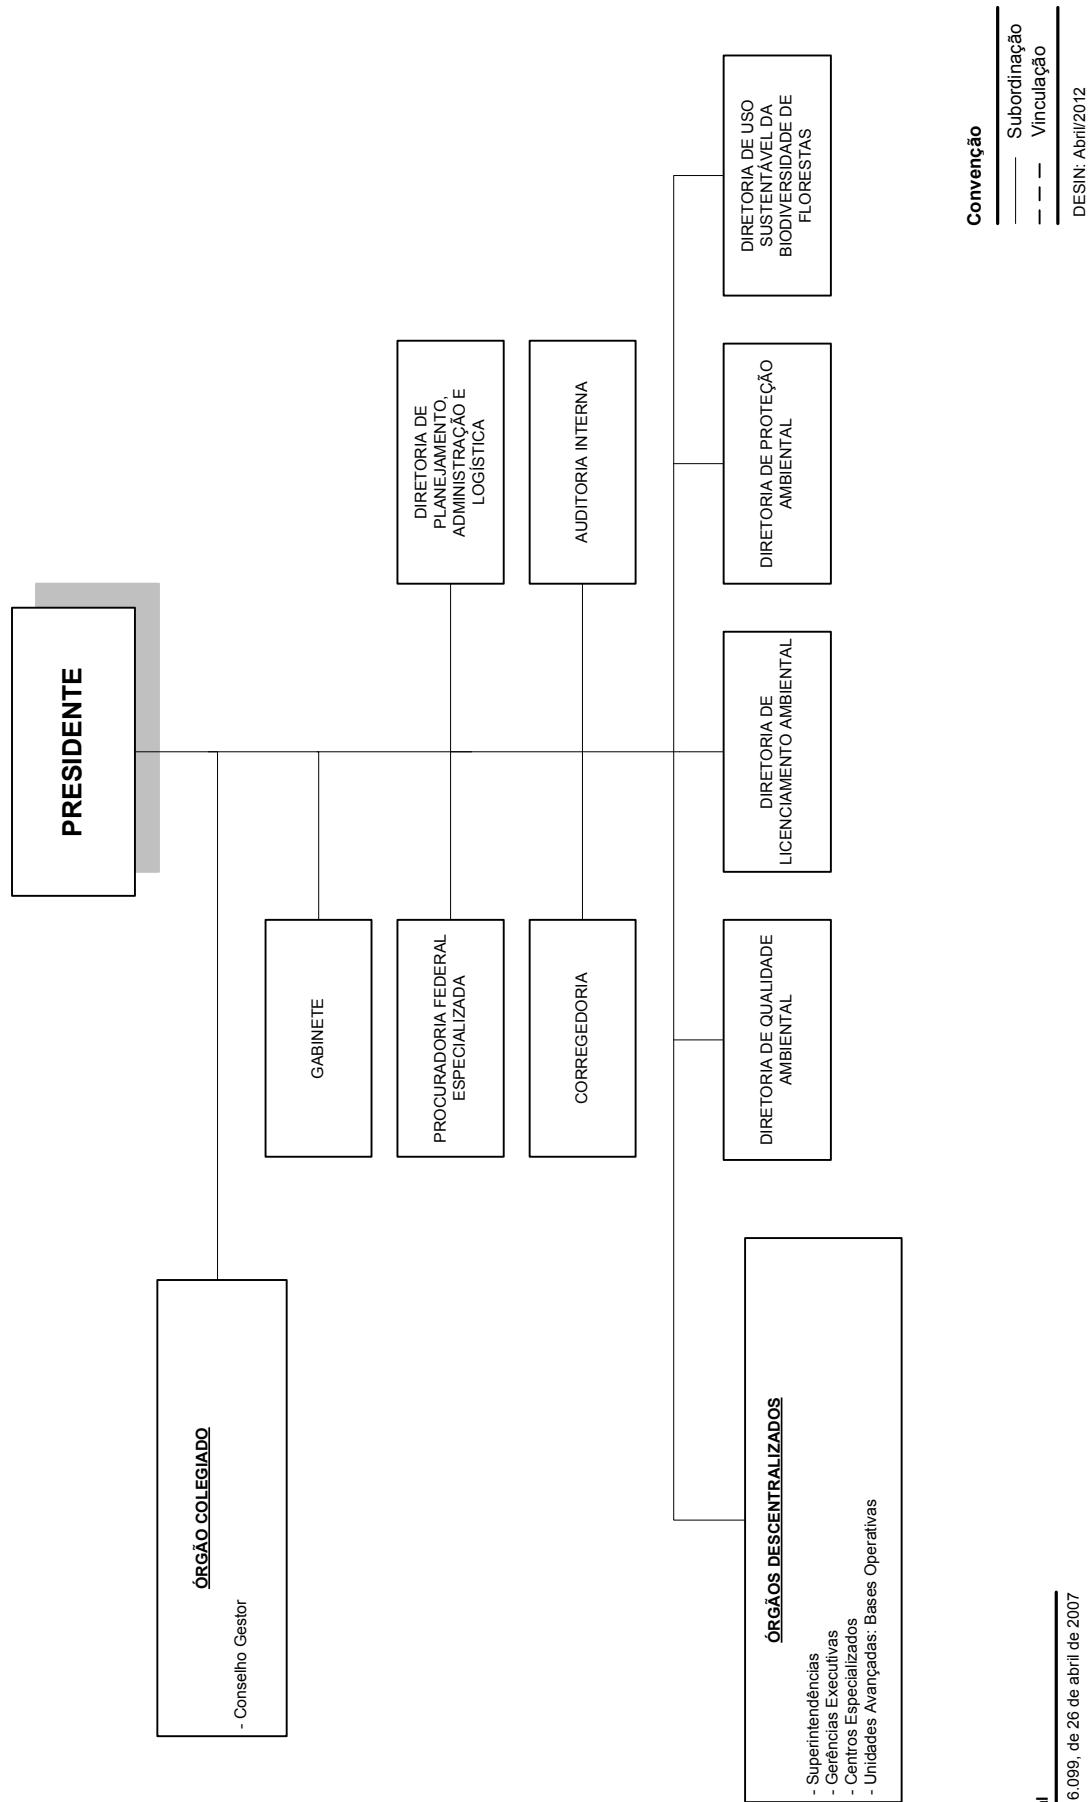 PRESIDENTE
ÓRGÃO COLEGIADO
- Conselho Gestor
GABINETE
PROCURADORIA FEDERAL
ESPECIALIZADA
DIRETORIA DE
PLANEJAMENTO,
ADMINISTRAÇÃO E
LOGÍSTICA
CORREGEDORIA
AUDITORIA INTERNA
ÓRGÃOS DESCENTRALIZADOS
- Superintendências
- Gerências Executivas
- Centros Especializados
- Unidades Avançadas: Bases Operativas
DIRETORIA DE QUALIDADE
AMBIENTAL
DIRETORIA DE
LICENCIAMENTO AMBIENTAL
DIRETORIA DE PROTEÇÃO
AMBIENTAL
DIRETORIA DE USO
SUSTENTÁVEL DA
BIODIVERSIDADE DE
FLORESTAS
6.099, de 26 de abril de 2007
Convenção
Subordinação
Vinculação
DESIN: Abril/2012